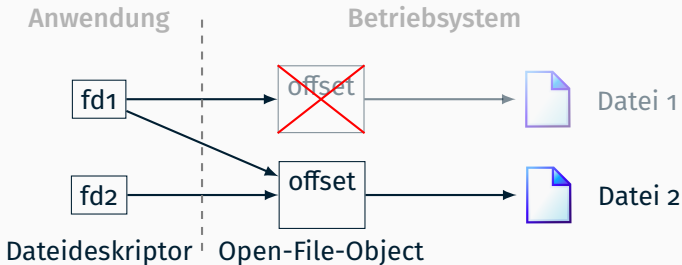 Anwendung
Betriebsystem
fd1
offset
Datei 1
fd2
offset
Datei 2
Dateideskriptor
Open-File-Object